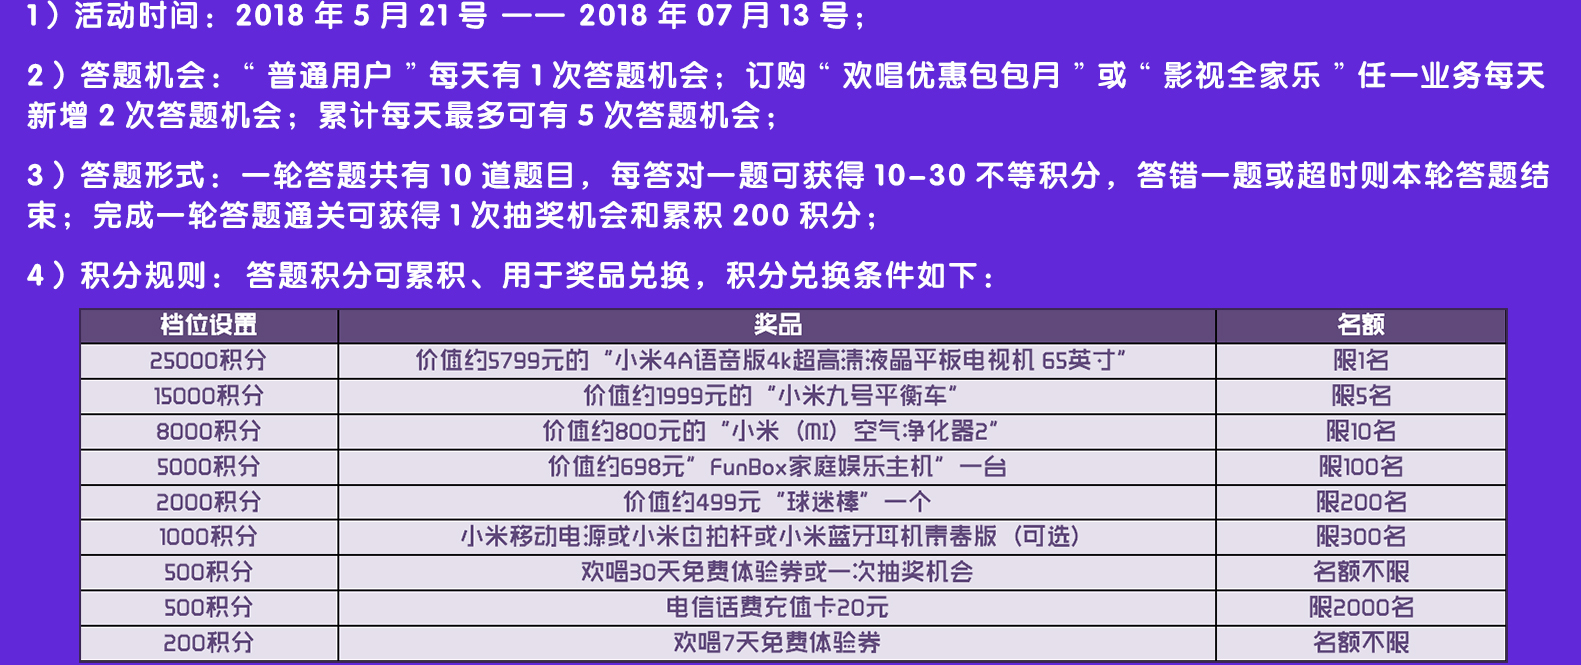 1）活动时间：2018 年 5 月 21 号 —— 2018 年 07 月 13 号；
2）答题机会：“ 普通用户 ”每天有 1 次答题机会；订购“ 欢唱优惠包包月 ”或“ 影视全家乐 ”任一业务每天
新增 2 次答题机会；累计每天最多可有 5 次答题机会；
3）答题形式：一轮答题共有 10 道题目，每答对一题可获得 10-30 不等积分，答错一题或超时则本轮答题结
束；完成一轮答题通关可获得 1 次抽奖机会和累积 200 积分；
4）积分规则：答题积分可累积、用于奖品兑换，积分兑换条件如下：
档位设置 奖品 名额
25000积分 价值约5799元的“小米4A语音版4k超高清液晶平板电视机 65英寸” 限1名
15000积分 价值约1999元的“小米九号平衡车” 限5名
8000积分 价值约800元的“小米（MI）空气净化器2” 限10名
5000积分 价值约698元”FunBox家庭娱乐主机”一台 限100名
2000积分 价值约499元“球迷棒”一个 限200名
1000积分 小米移动电源或小米自拍杆或小米蓝牙耳机青春版（可选） 限300名
500积分 欢唱30天免费体验券或一次抽奖机会 名额不限
500积分 电信话费充值卡20元 限2000名
200积分 欢唱7天免费体验券 名额不限